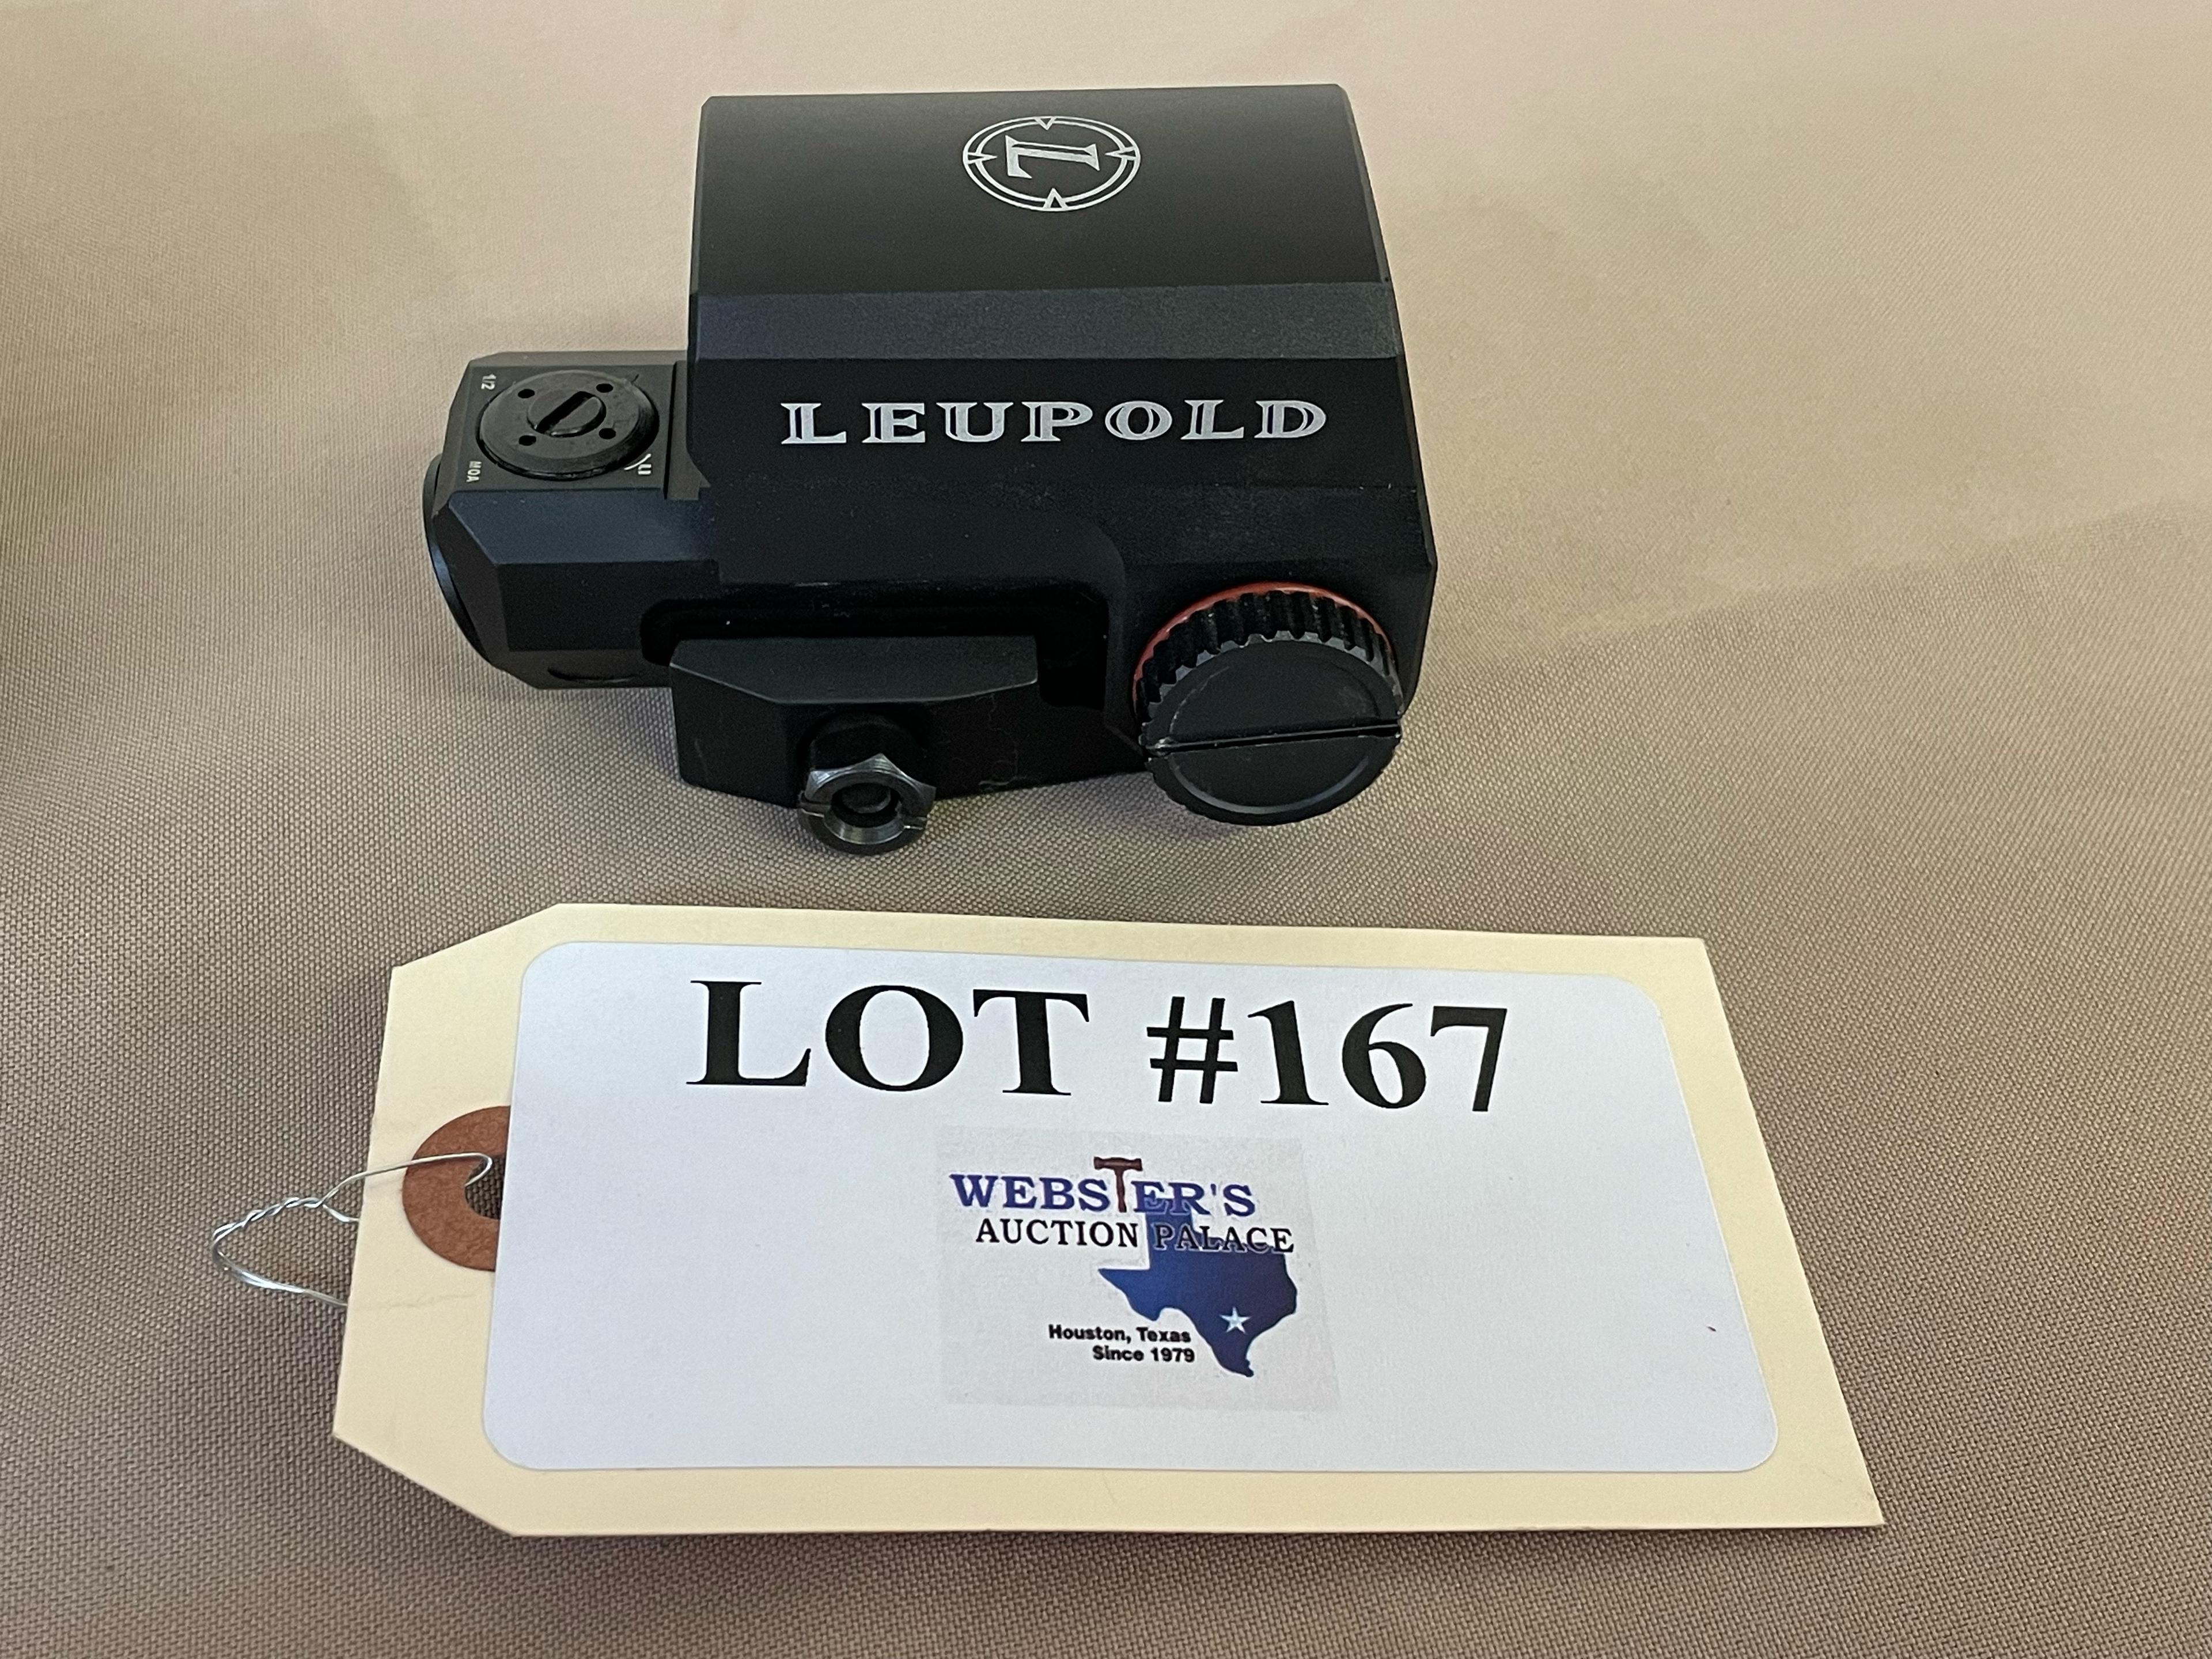 L
LEUPOLD
1/2
MOA
LOT #167
WEBSTER'S
AUCTION PALACE
Houston, Texas
Since 1979